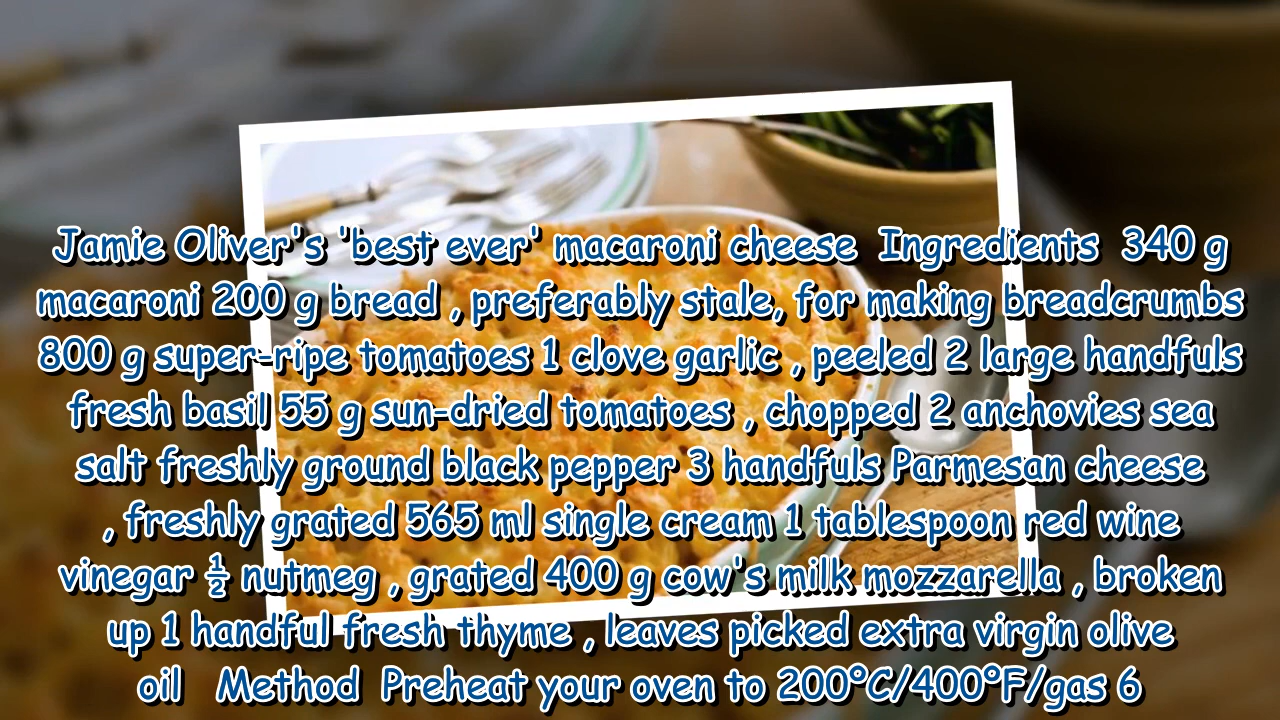 Jamie Oliver's 'best ever' macaroni cheese  Ingredients  340 g
macaroni 200 g bread , preferably stale, for making breadcrumbs
800 g super-ripe tomatoes 1 clove garlic , peeled 2 large handfuls
fresh basil 55 g sun-dried tomatoes , chopped 2 anchovies sea
salt freshly ground black pepper 3 handfuls Parmesan cheese
, freshly grated 565 ml single cream 1 tablespoon red wine
vinegar ½ nutmeg , grated 400 g cow's milk mozzarella , broken
up 1 handful fresh thyme , leaves picked extra virgin olive
oil   Method  Preheat your oven to 200ºC/400ºF/gas 6